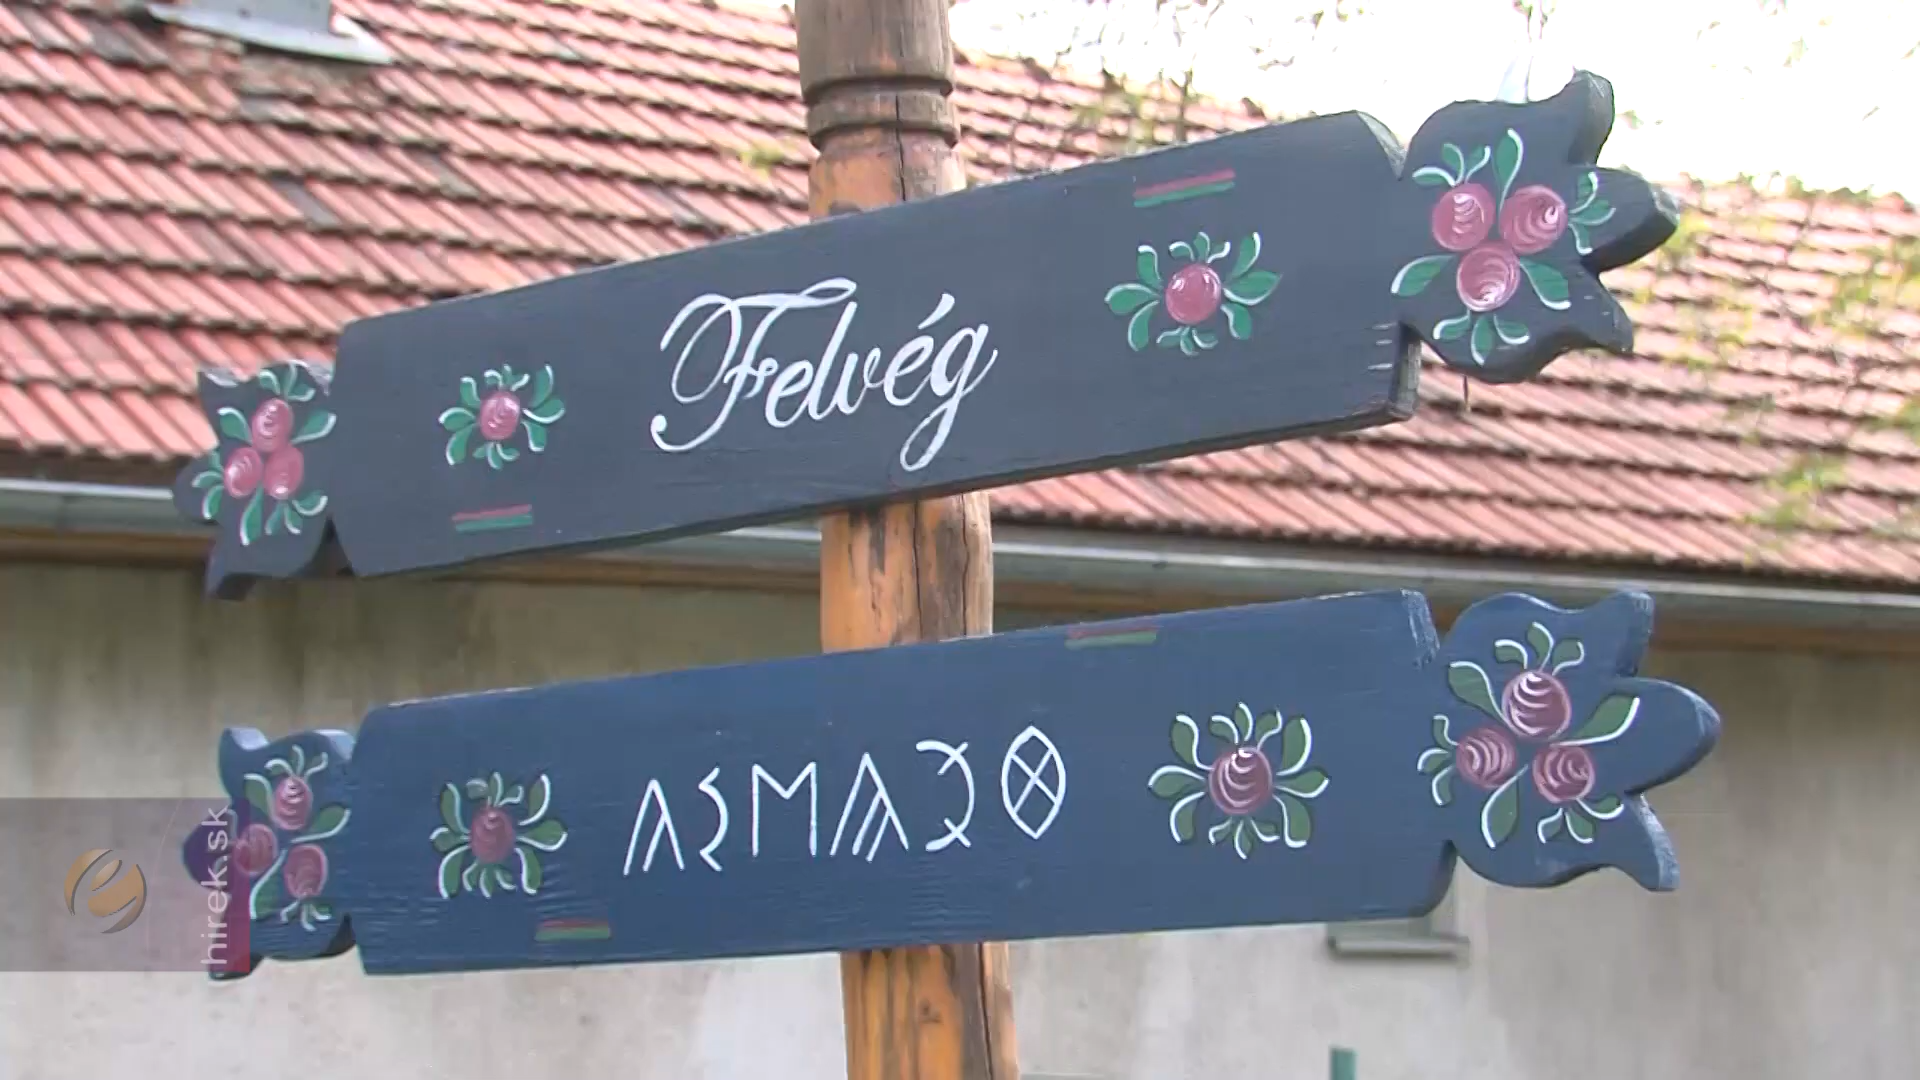 Felvég
𐲌𐳉𐳖𐳮𐳋𐳍
hirek.sk